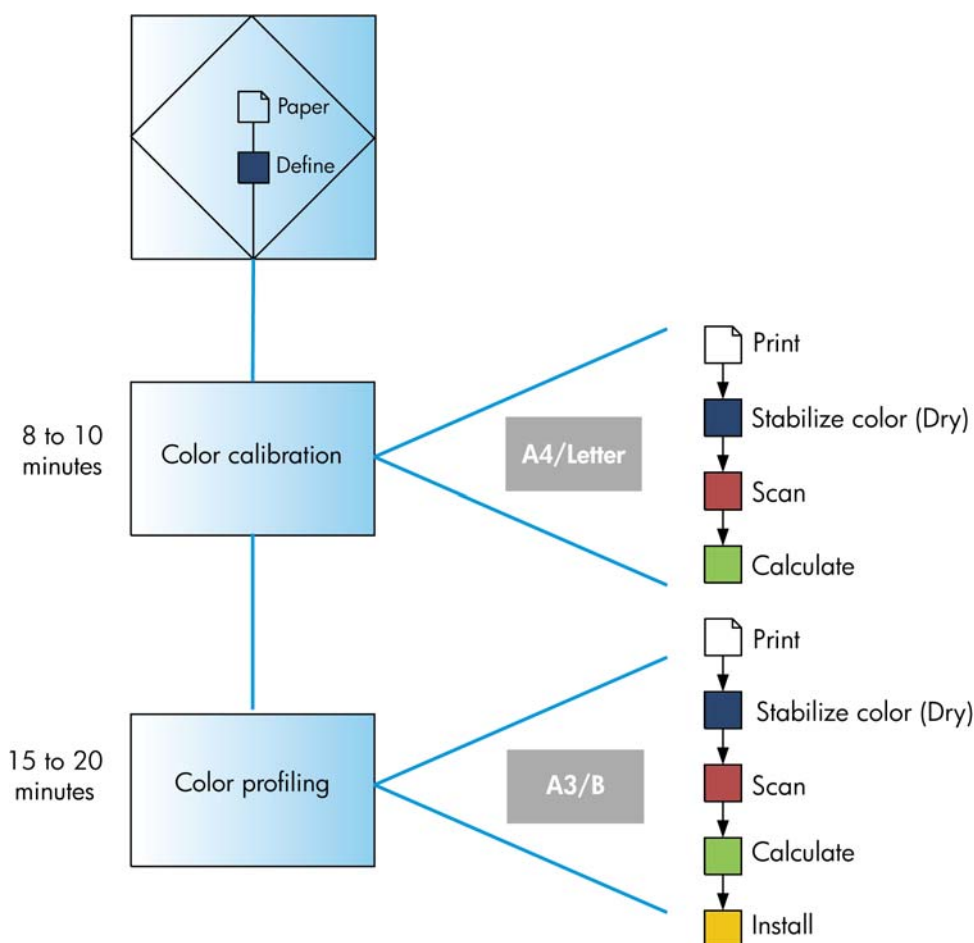 Paper
Define
8 to 10
minutes
Color calibration
A4/Letter
Print
Stabilize color (Dry)
Scan
Calculate
15 to 20
minutes
Color profiling
A3/B
Print
Stabilize color (Dry)
Scan
Calculate
Install